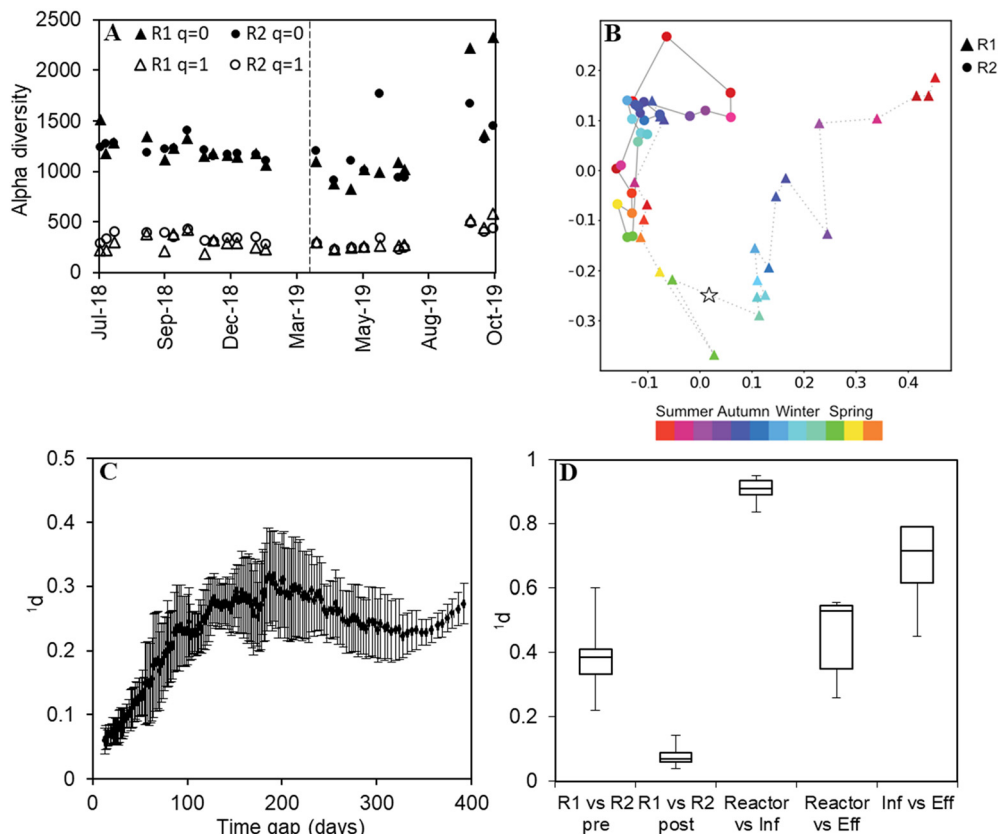 A
▲ R1 q=0 ● R2 q=0
△ R1 q=1 ○ R2 q=1
Alpha diversity
2500
2000
1500
1000
500
0
Jul-18
Sep-18
Dec-18
Mar-19
May-19
Aug-19
Oct-19
B
▲ R1
● R2
0.2
0.1
0.0
-0.1
-0.2
-0.3
-0.1 0.0 0.1 0.2 0.3 0.4
Summer Autumn Winter Spring
C
¹d
0.5
0.4
0.3
0.2
0.1
0
0 100 200 300 400
Time gap (days)
D
¹d
1
0.8
0.6
0.4
0.2
0
R1 vs R2 pre
R1 vs R2 post
Reactor vs Inf
Reactor vs Eff
Inf vs Eff